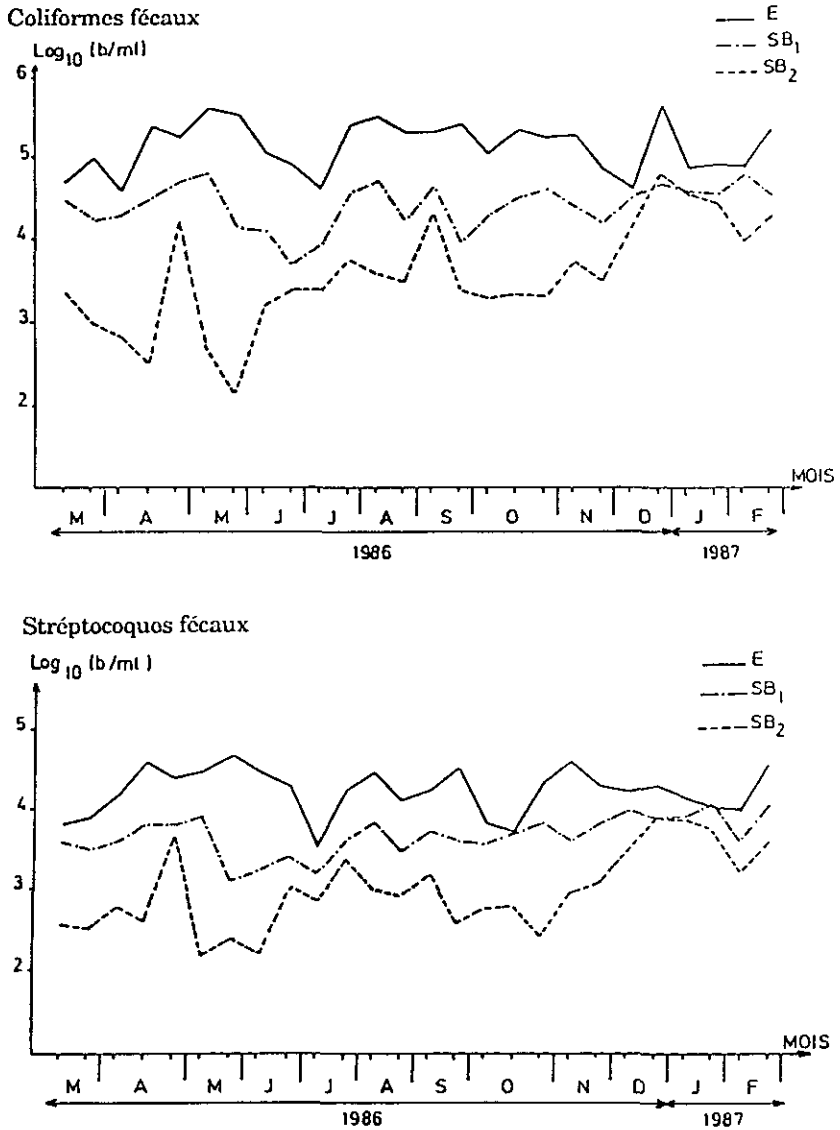 Coliformes fécaux
Log10 (b/ml)
E
SB1
SB2
6
5
4
3
2
MOIS
M A M J J A S O N D J F
1986 1987
Stréptocoquos fécaux
Log10 (b/ml)
E
SB1
SB2
5
4
3
2
MOIS
M A M J J A S O N D J F
1986 1987